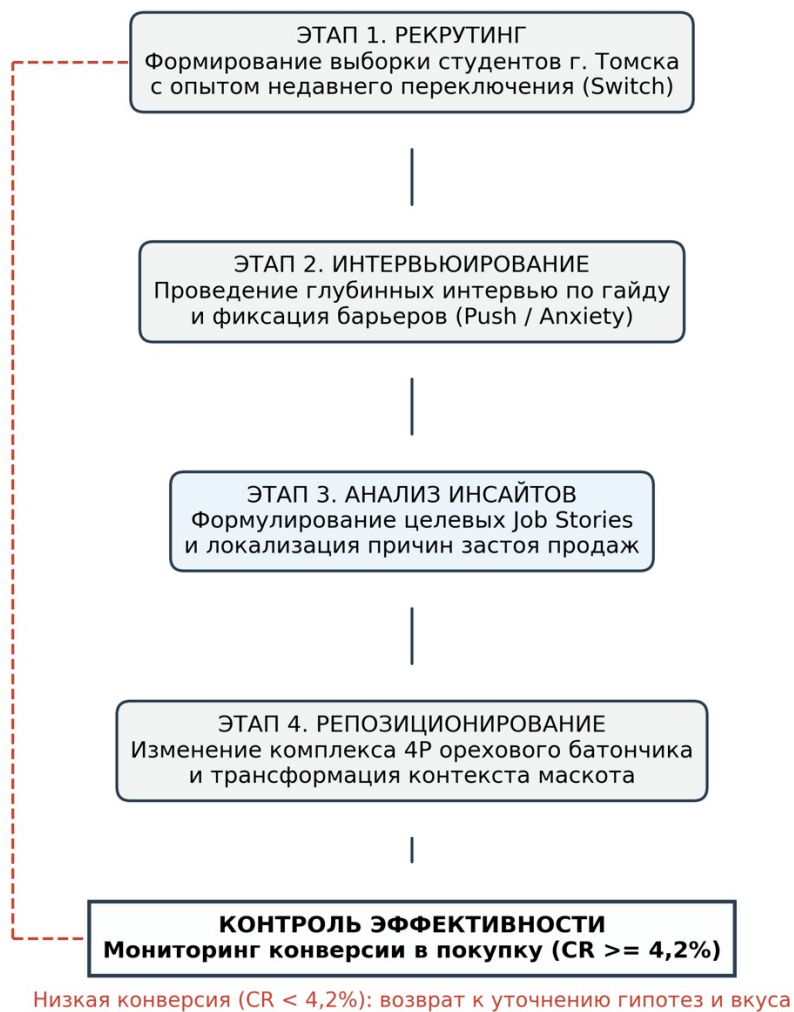 ЭТАП 1. РЕКРУТИНГ
Формирование выборки студентов г. Томска
с опытом недавнего переключения (Switch)
ЭТАП 2. ИНТЕРВЬЮИРОВАНИЕ
Проведение глубинных интервью по гайду
и фиксация барьеров (Push / Anxiety)
ЭТАП 3. АНАЛИЗ ИНСАЙТОВ
Формулирование целевых Job Stories
и локализация причин застоя продаж
ЭТАП 4. РЕПОЗИЦИОНИРОВАНИЕ
Изменение комплекса 4P орехового батончика
и трансформация контекста маскота
КОНТРОЛЬ ЭФФЕКТИВНОСТИ
Мониторинг конверсии в покупку (CR >= 4,2%)
Низкая конверсия (CR < 4,2%): возврат к уточнению гипотез и вкуса